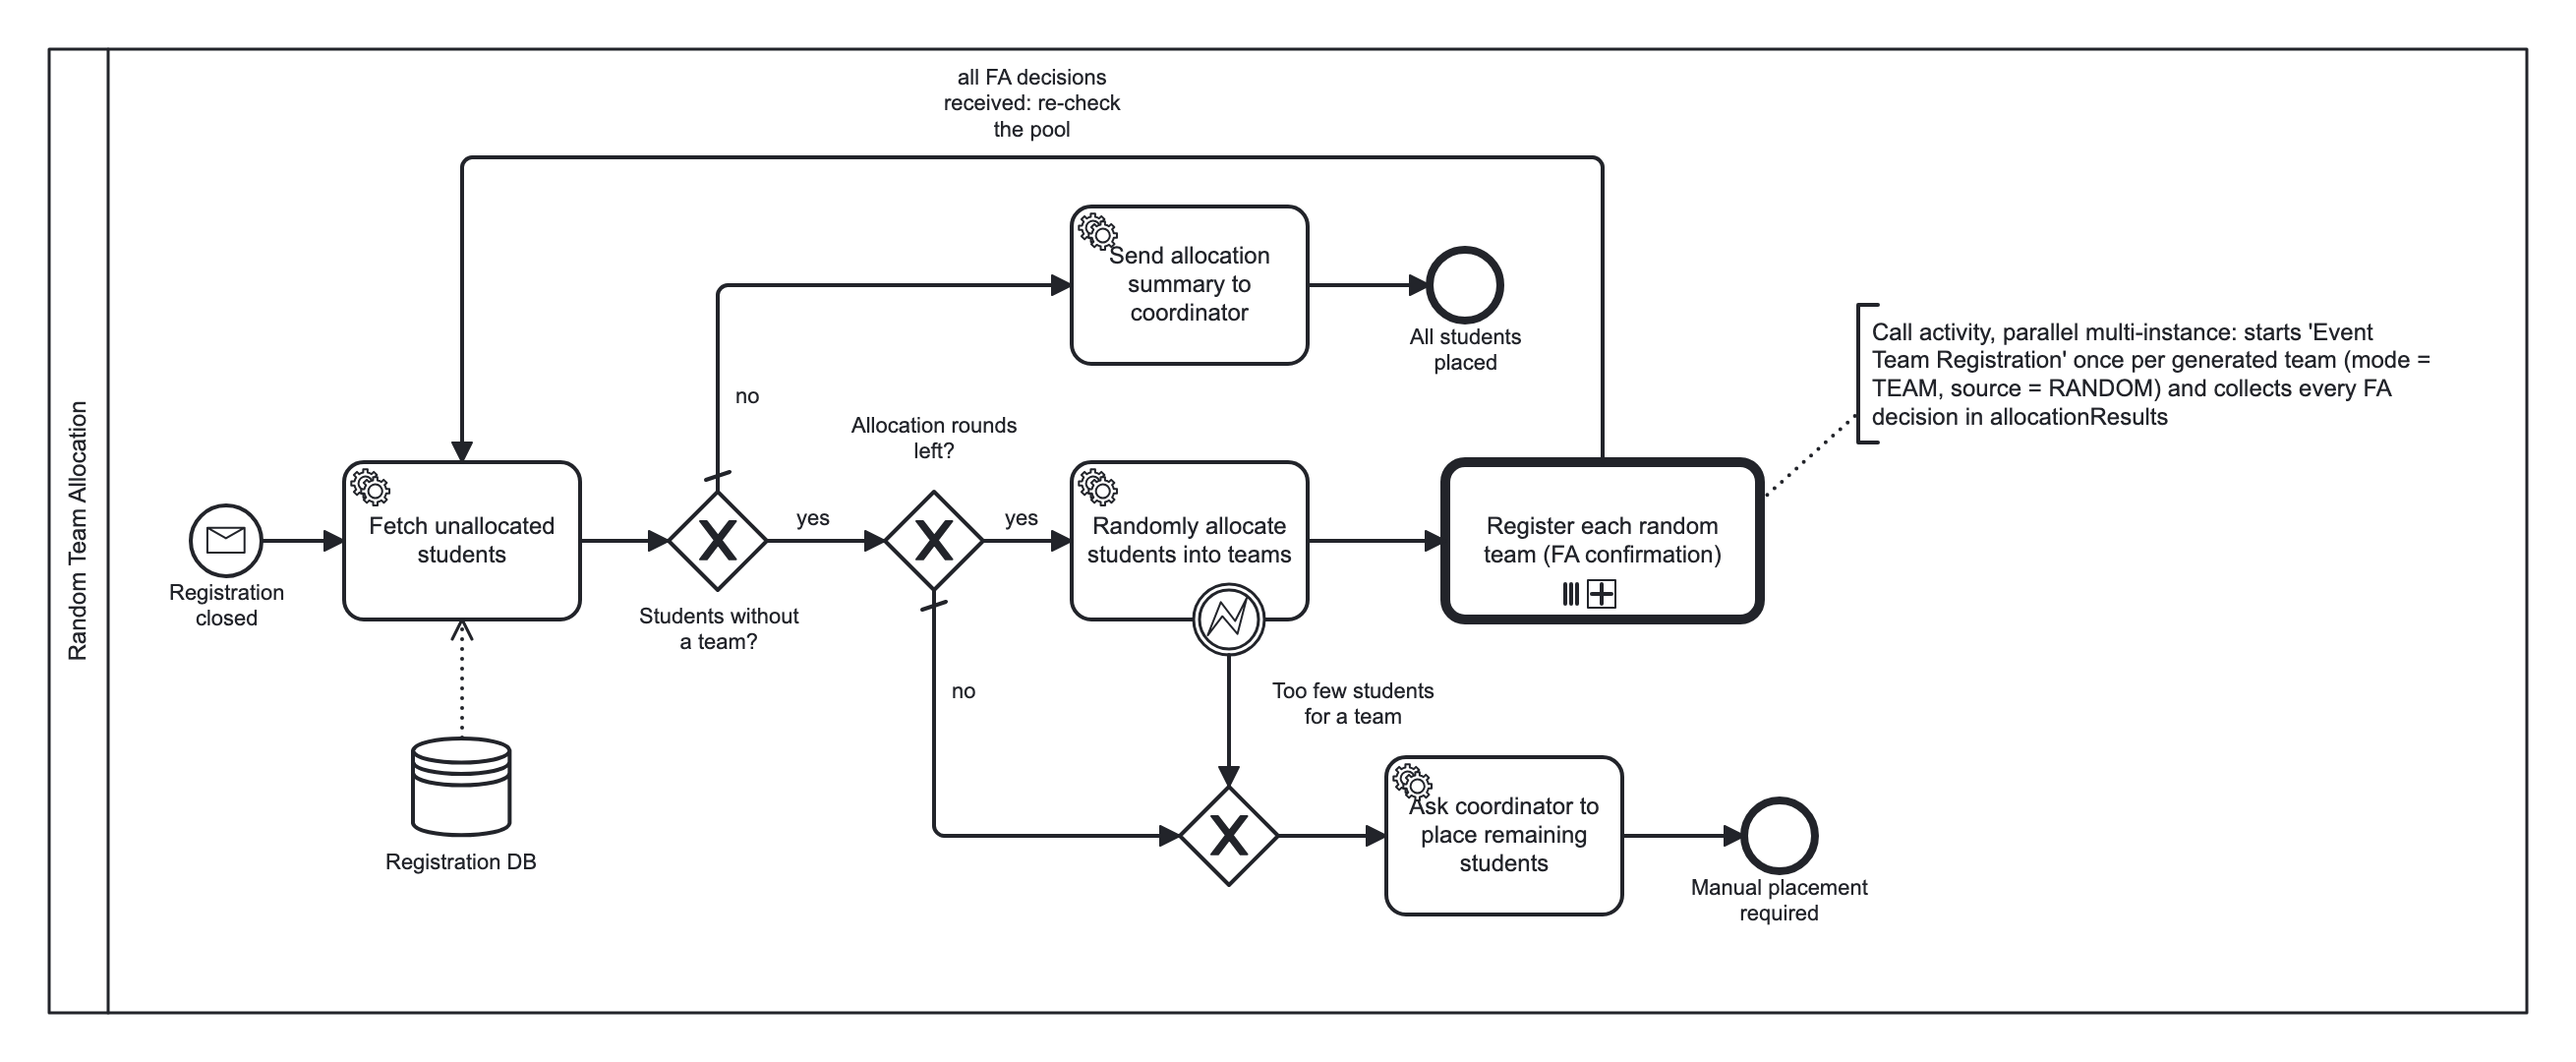 Random Team Allocation
all FA decisions
received: re-check
the pool
Send allocation
summary to
coordinator
All students
placed
no
Call activity, parallel multi-instance: starts 'Event
Team Registration' once per generated team (mode =
TEAM, source = RANDOM) and collects every FA
decision in allocationResults
Allocation rounds
left?
Registration
closed
Fetch unallocated
students
Students without
a team?
yes
yes
Randomly allocate
students into teams
Register each random
team (FA confirmation)
no
Too few students
for a team
Registration DB
Ask coordinator to
place remaining
students
Manual placement
required